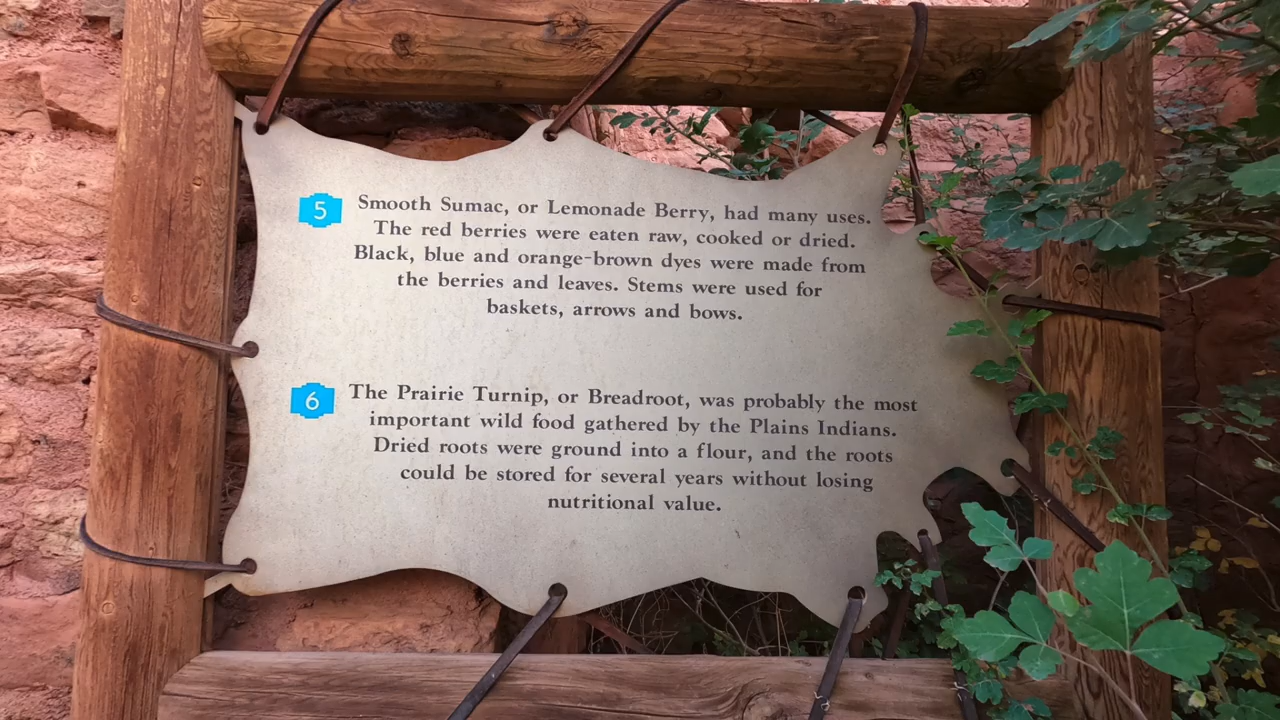 5 Smooth Sumac, or Lemonade Berry, had many uses.
The red berries were eaten raw, cooked or dried.
Black, blue and orange-brown dyes were made from
the berries and leaves. Stems were used for
baskets, arrows and bows.
6 The Prairie Turnip, or Breadroot, was probably the most
important wild food gathered by the Plains Indians.
Dried roots were ground into a flour, and the roots
could be stored for several years without losing
nutritional value.